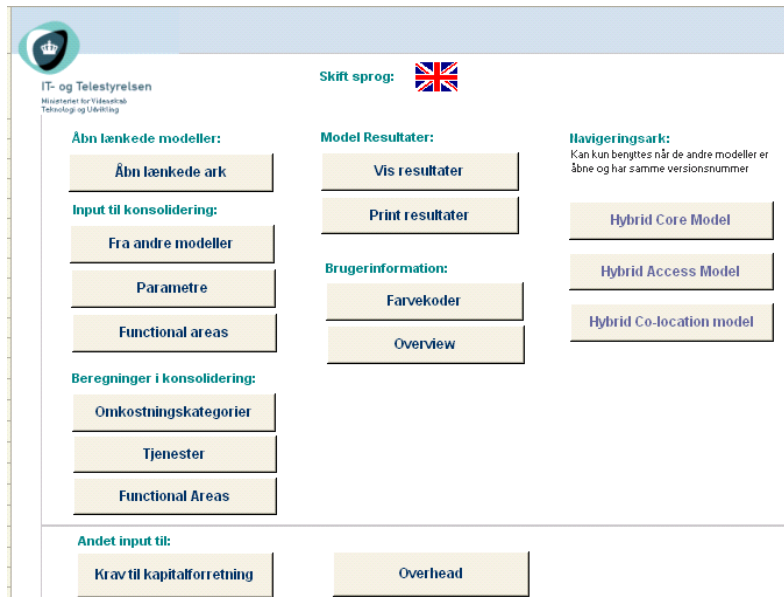 IT- og Telestyrelsen
Ministeriet for Videnskab
Teknologi og Udvikling
Skift sprog:
Åbn lænkede modeller:
Åbn lænkede ark
Input til konsolidering:
Fra andre modeller
Parametre
Functional areas
Beregninger i konsolidering:
Omkostningskategorier
Tjenester
Functional Areas
Model Resultater:
Vis resultater
Print resultater
Brugerinformation:
Farvekoder
Overview
Navigeringsark:
Kan kun benyttes når de andre modeller er
åbne og har samme versionsnummer
Hybrid Core Model
Hybrid Access Model
Hybrid Co-location model
Andet input til:
Krav til kapitalforretning
Overhead